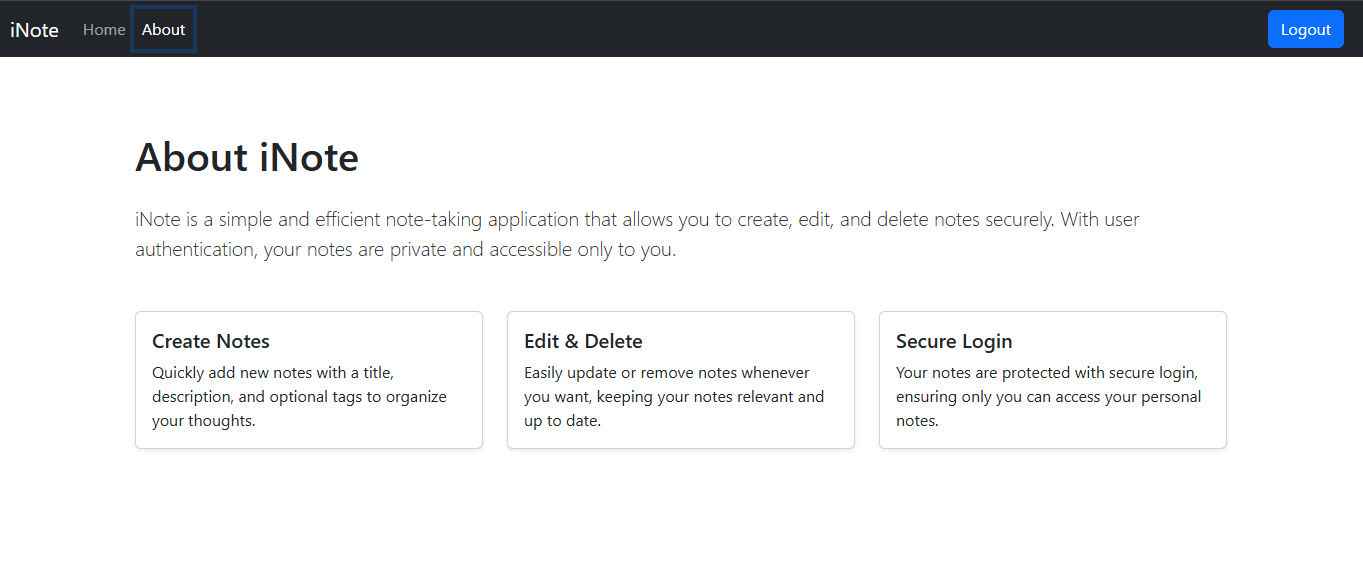 iNote Home About Logout
About iNote
iNote is a simple and efficient note-taking application that allows you to create, edit, and delete notes securely. With user
authentication, your notes are private and accessible only to you.
Create Notes
Quickly add new notes with a title,
description, and optional tags to organize
your thoughts.
Edit & Delete
Easily update or remove notes whenever
you want, keeping your notes relevant and
up to date.
Secure Login
Your notes are protected with secure login,
ensuring only you can access your personal
notes.